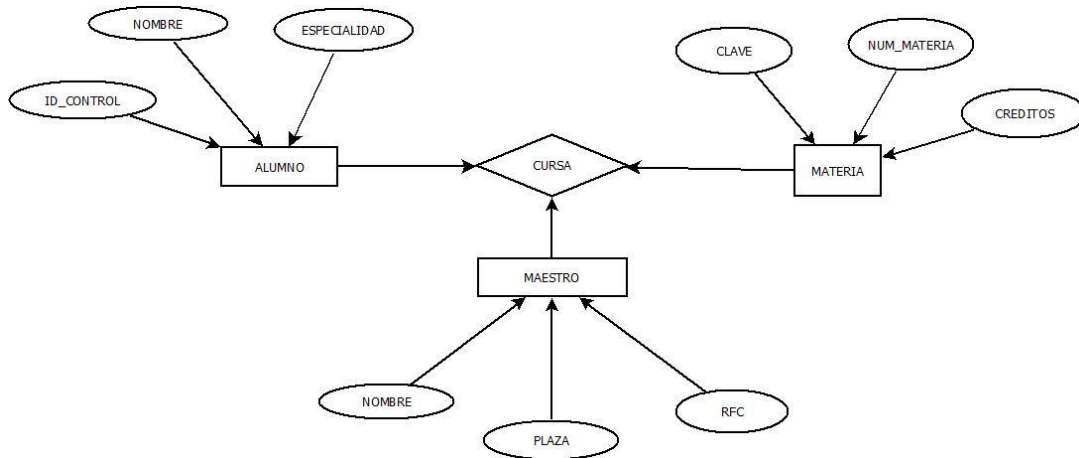 NOMBRE
ESPECIALIDAD
CLAVE
NUM_MATERIA
ID_CONTROL
CREDITOS
ALUMNO
CURSA
MATERIA
MAESTRO
NOMBRE
PLAZA
RFC